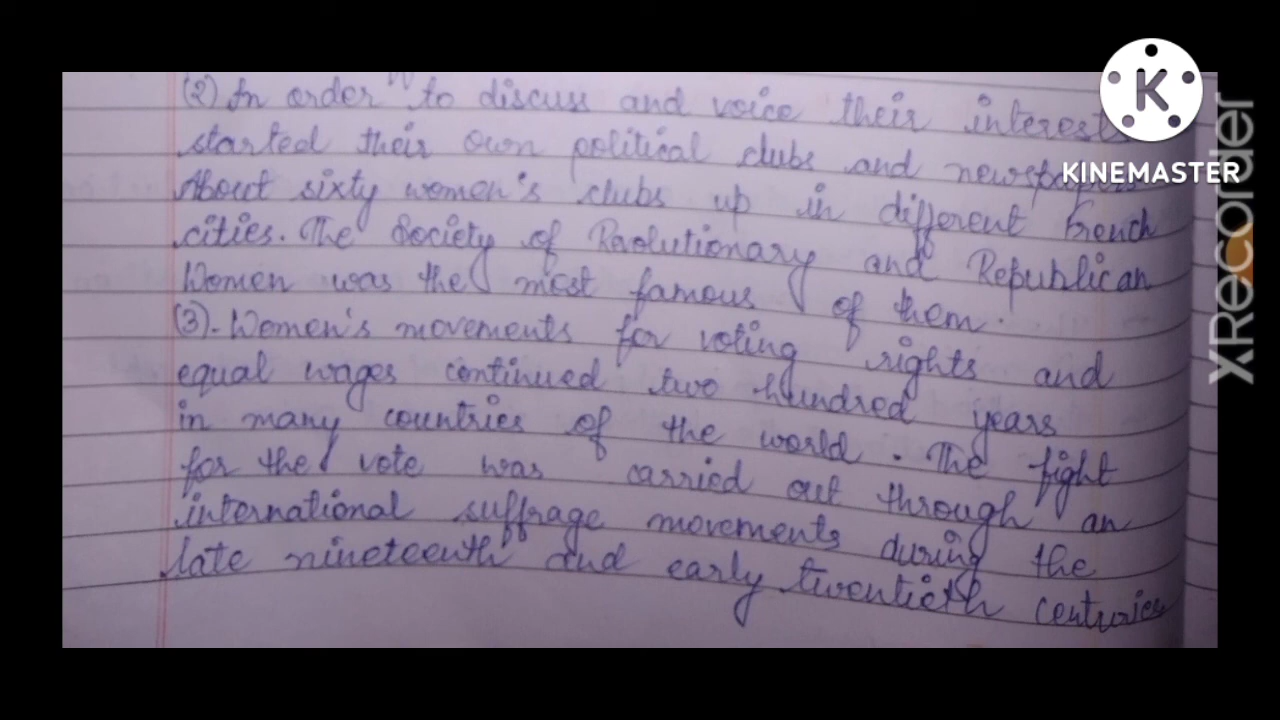 (2) In order to discuss and voice their interest
started their own political clubs and newspapers
About sixty women's clubs up in different French
cities. The Society of Revolutionary and Republican
Women was the most famous of them.
(3). Women's movements for voting rights and
equal wages continued two hundred years
in many countries of the world. The fight
for the vote was carried out through an
international suffrage movements during the
late nineteenth and early twentieth centuries
KINEMASTER
XRecorder